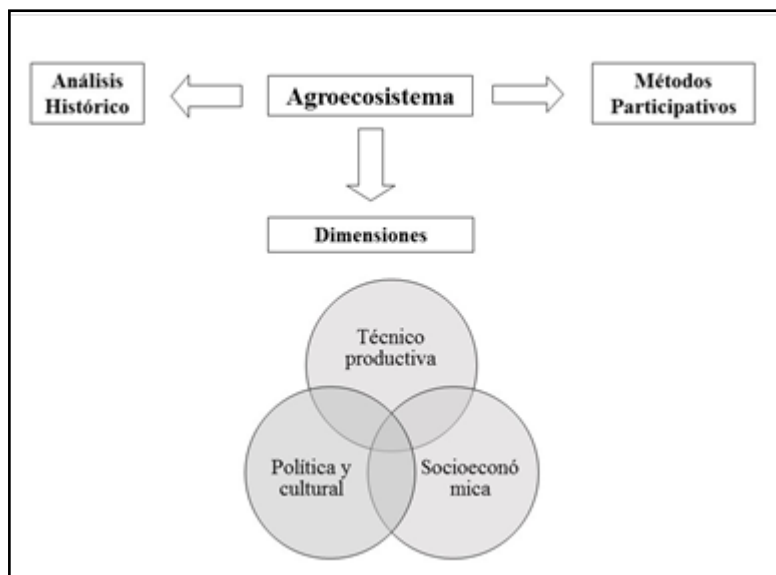 Análisis
Histórico
Agroecosistema
Métodos
Participativos
Dimensiones
Técnico
productiva
Política y
cultural
Socioeconó
mica